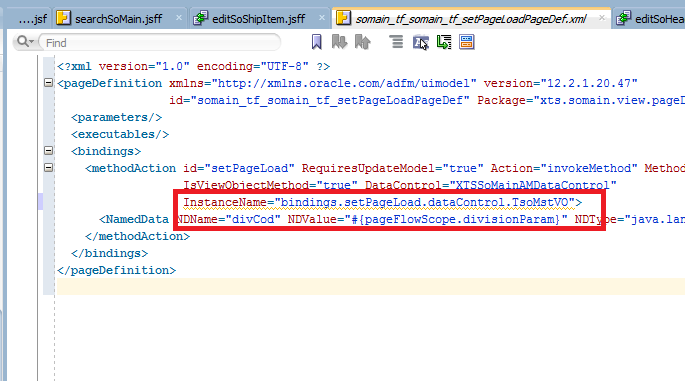 ....jsf searchSoMain.jsff editSoShipItem.jsff somain_tf_somain_tf_setPageLoadPageDef.xml editSoHea
Find
<?xml version="1.0" encoding="UTF-8" ?>
<pageDefinition xmlns="http://xmlns.oracle.com/adfm/uimodel" version="12.2.1.20.47"
id="somain_tf_somain_tf_setPageLoadPageDef" Package="xts.somain.view.pageD
<parameters/>
<executables/>
<bindings>
<methodAction id="setPageLoad" RequiresUpdateModel="true" Action="invokeMethod" Method
IsViewObjectMethod="true" DataControl="XTSSoMainAMDataControl"
InstanceName="bindings.setPageLoad.dataControl.TsoMstVO">
<NamedData NDName="divCod" NDValue="#{pageFlowScope.divisionParam}" NDType="java.lan
</methodAction>
</bindings>
</pageDefinition>